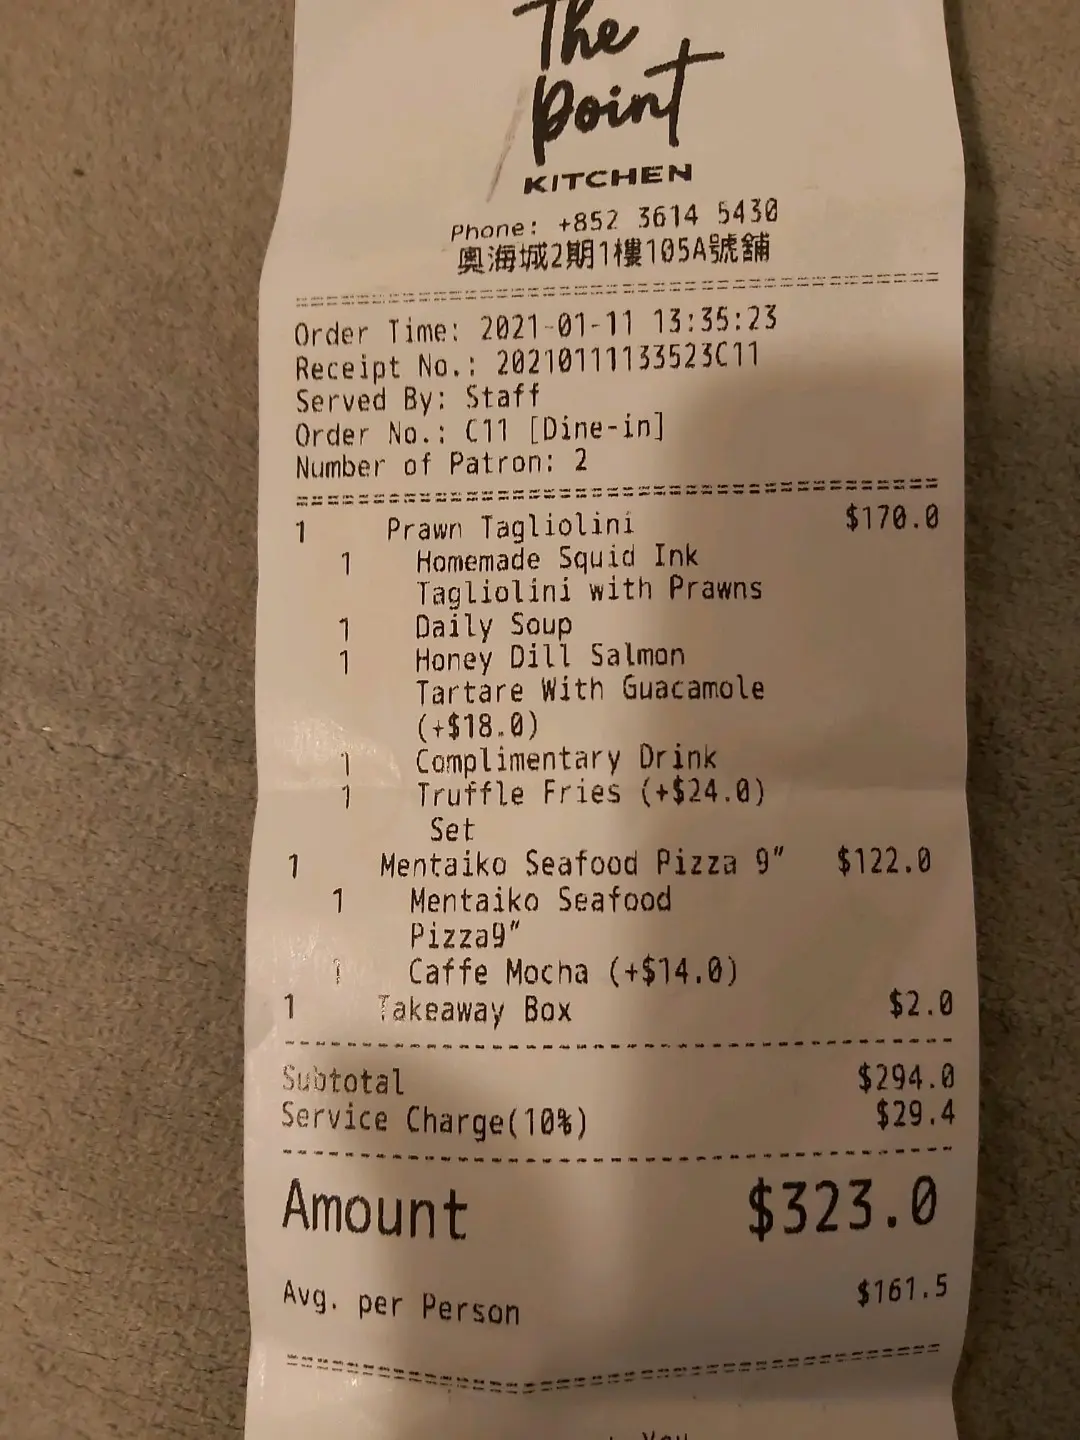 The
Point
KITCHEN
Phone: +852 3614 5430
奧海城2期1樓105A號舖
Order Time: 2021-01-11 13:35:23
Receipt No.: 20210111133523C11
Served By: Staff
Order No.: C11 [Dine-in]
Number of Patron: 2
1 Prawn Tagliolini $170.0
1 Homemade Squid Ink
Tagliolini with Prawns
1 Daily Soup
1 Honey Dill Salmon
Tartare With Guacamole
(+$18.0)
1 Complimentary Drink
1 Truffle Fries (+$24.0)
Set
1 Mentaiko Seafood Pizza 9" $122.0
1 Mentaiko Seafood
Pizza9"
1 Caffe Mocha (+$14.0)
1 Takeaway Box $2.0
Subtotal $294.0
Service Charge(10%) $29.4
Amount $323.0
Avg. per Person $161.5